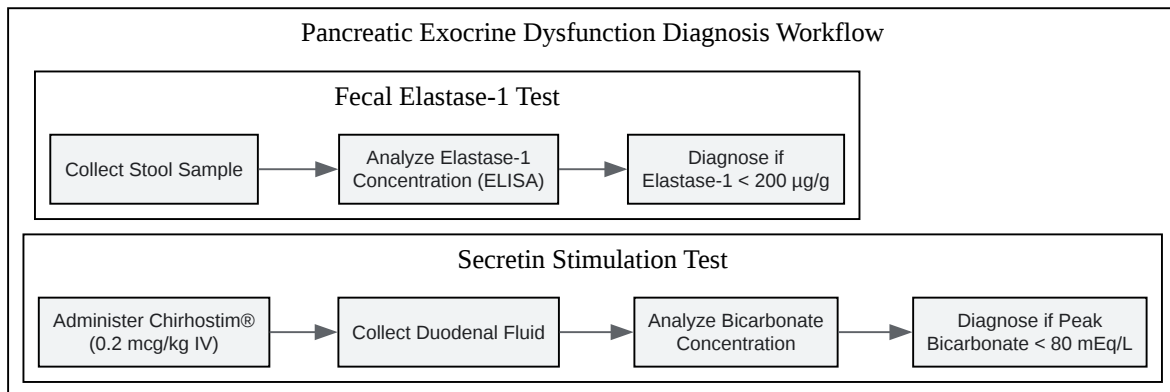 Pancreatic Exocrine Dysfunction Diagnosis Workflow
Fecal Elastase-1 Test
Collect Stool Sample
Analyze Elastase-1
Concentration (ELISA)
Diagnose if
Elastase-1 < 200 µg/g
Secretin Stimulation Test
Administer Chirhostim®
(0.2 mcg/kg IV)
Collect Duodenal Fluid
Analyze Bicarbonate
Concentration
Diagnose if Peak
Bicarbonate < 80 mEq/L